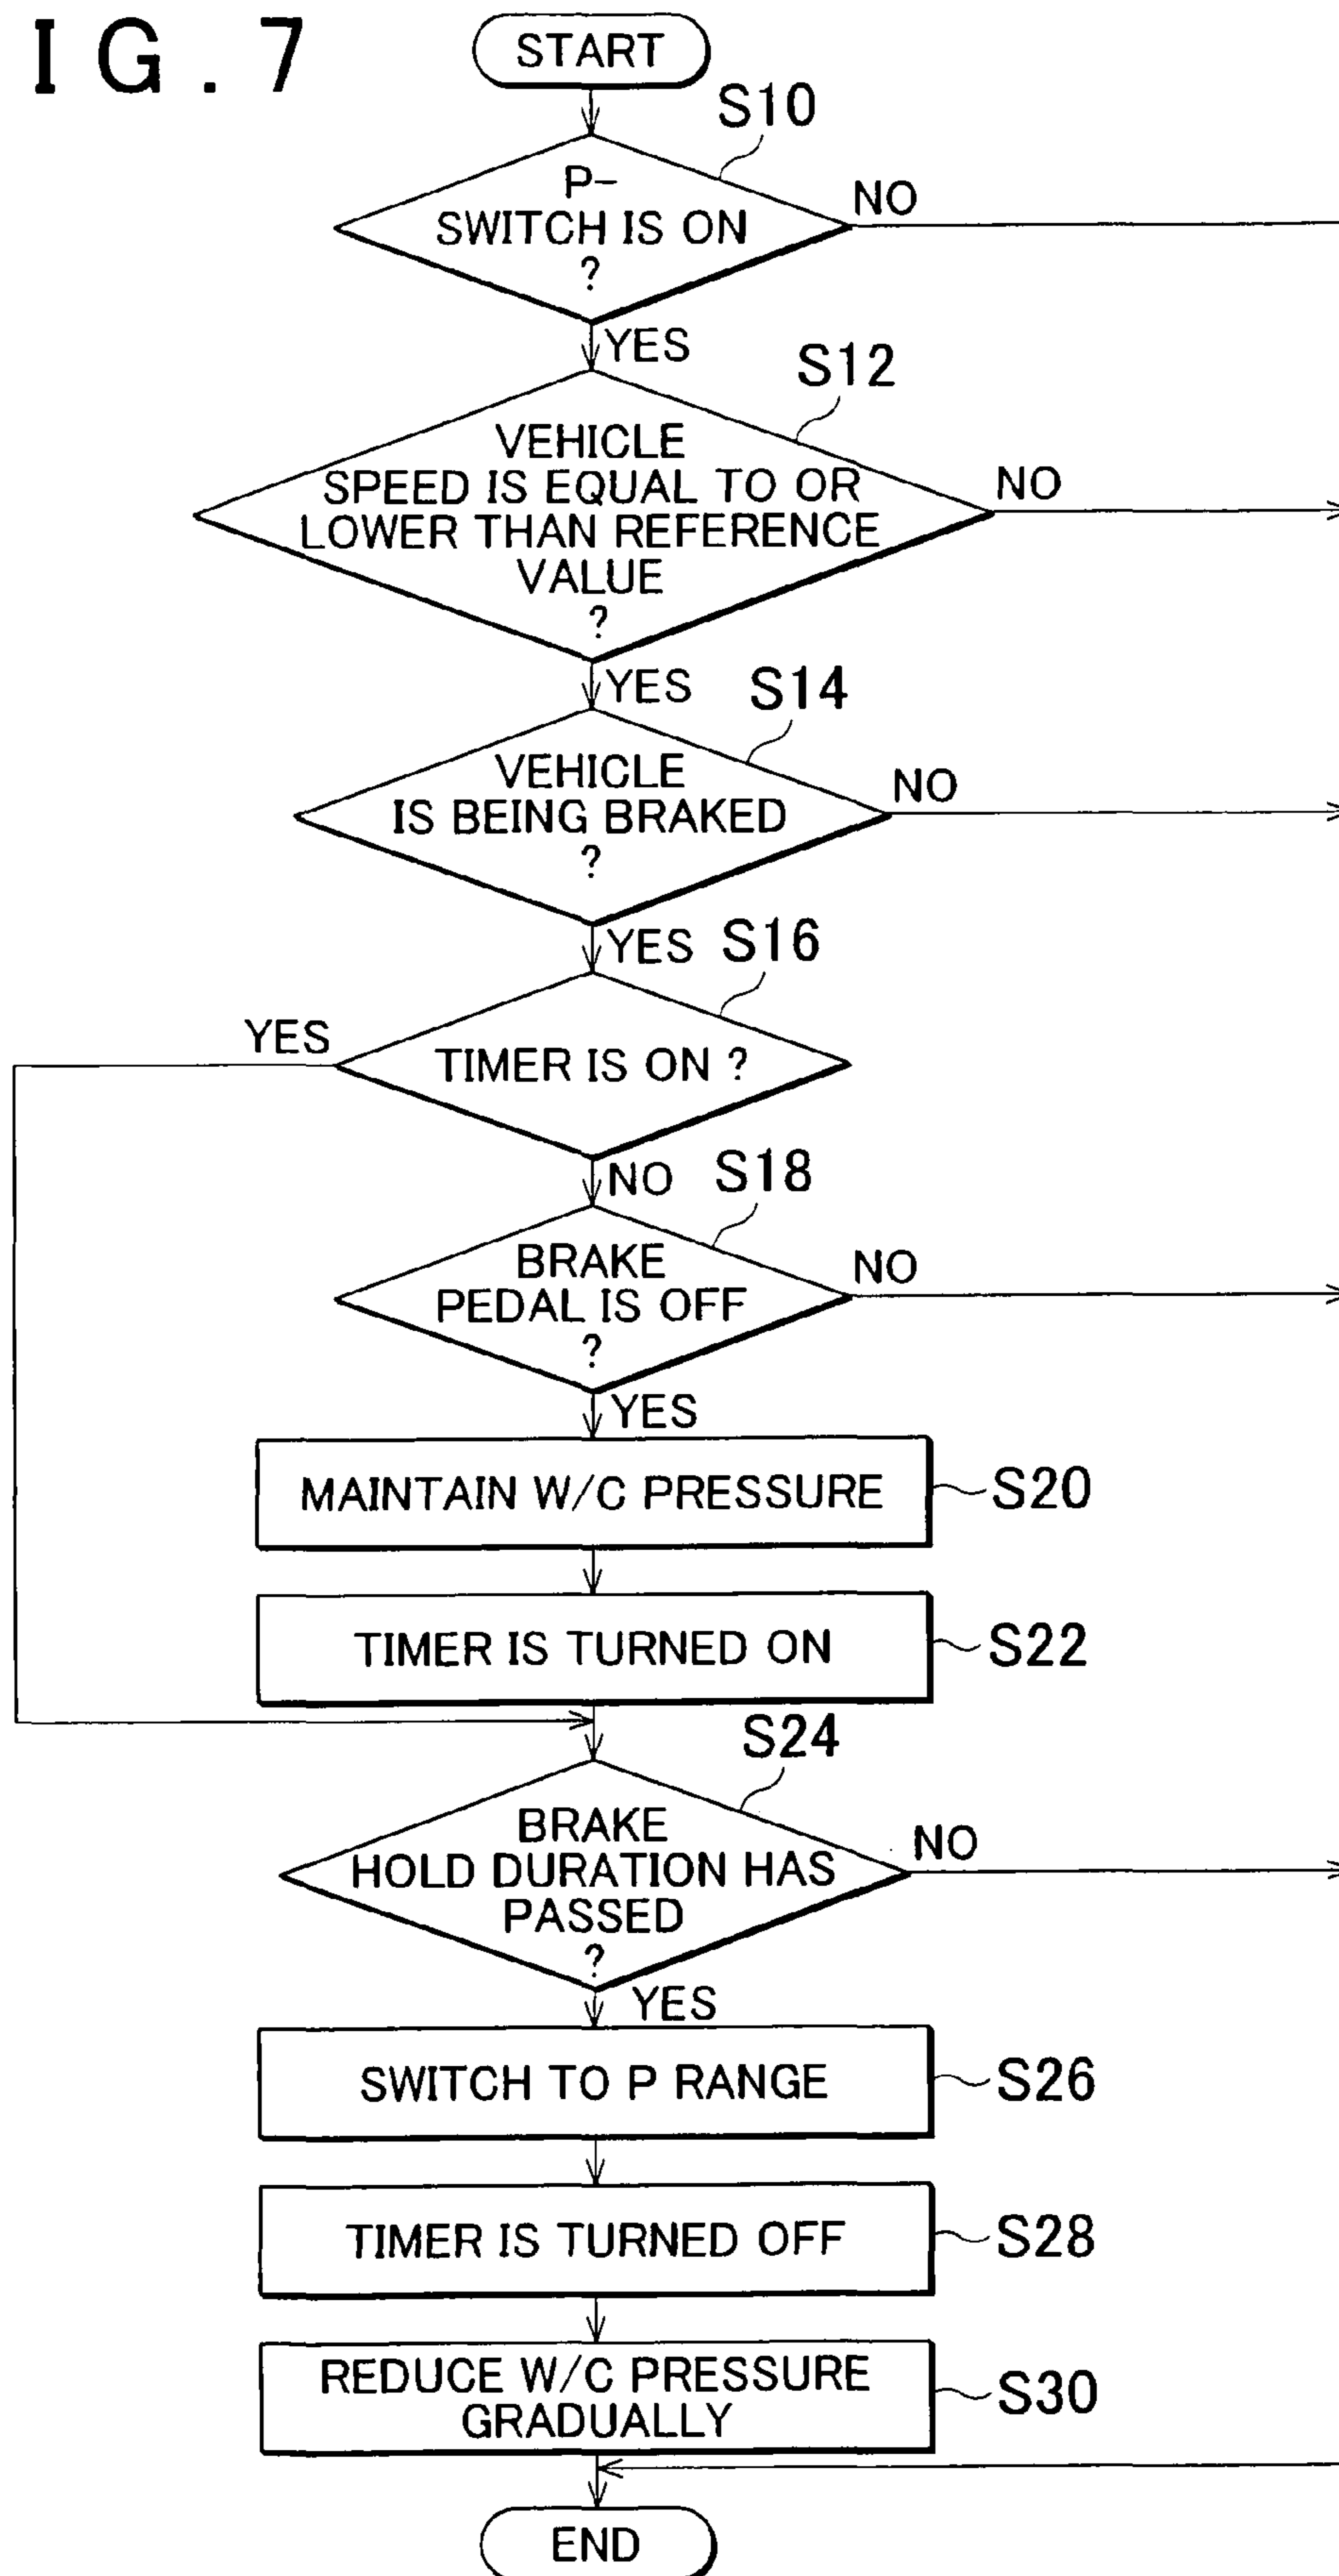 IG. 7
START
S10
P-
SWITCH IS ON
?
NO
YES
S12
VEHICLE
SPEED IS EQUAL TO OR
LOWER THAN REFERENCE
VALUE
?
NO
YES
S14
VEHICLE
IS BEING BRAKED
?
NO
YES
S16
YES
TIMER IS ON ?
NO
S18
BRAKE
PEDAL IS OFF
?
NO
YES
MAINTAIN W/C PRESSURE
S20
TIMER IS TURNED ON
S22
S24
BRAKE
HOLD DURATION HAS
PASSED
?
NO
YES
SWITCH TO P RANGE
S26
TIMER IS TURNED OFF
S28
REDUCE W/C PRESSURE
GRADUALLY
S30
END